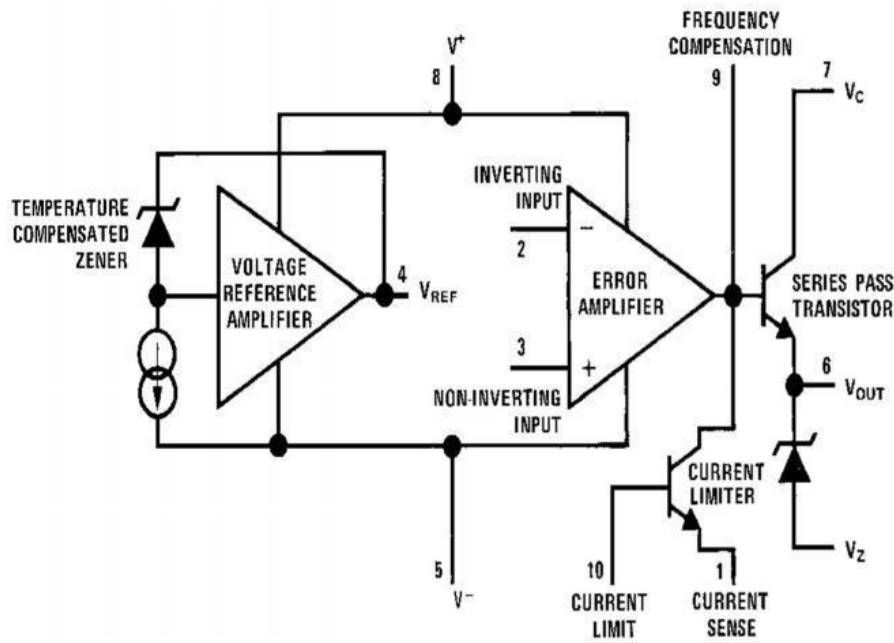 FREQUENCY
COMPENSATION
V+
8
9
7
VC
TEMPERATURE
COMPENSATED
ZENER
VOLTAGE
REFERENCE
AMPLIFIER
4
VREF
INVERTING
INPUT
2
−
ERROR
AMPLIFIER
3
+
NON-INVERTING
INPUT
SERIES PASS
TRANSISTOR
6
VOUT
CURRENT
LIMITER
VZ
5
V−
10
CURRENT
LIMIT
1
CURRENT
SENSE